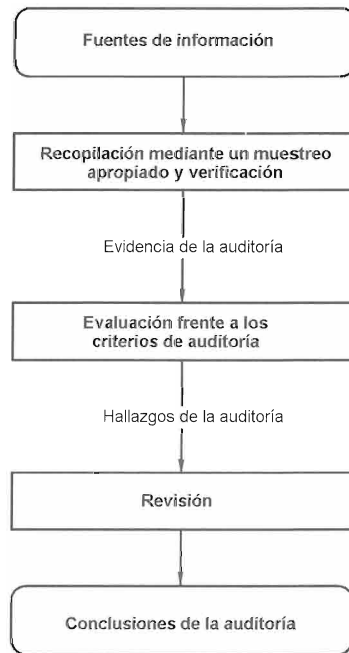 Fuentes de información
Recopilación mediante un muestreo
apropiado y verificación
Evidencia de la auditoría
Evaluación frente a los
criterios de auditoría
Hallazgos de la auditoría
Revisión
Conclusiones de la auditoría